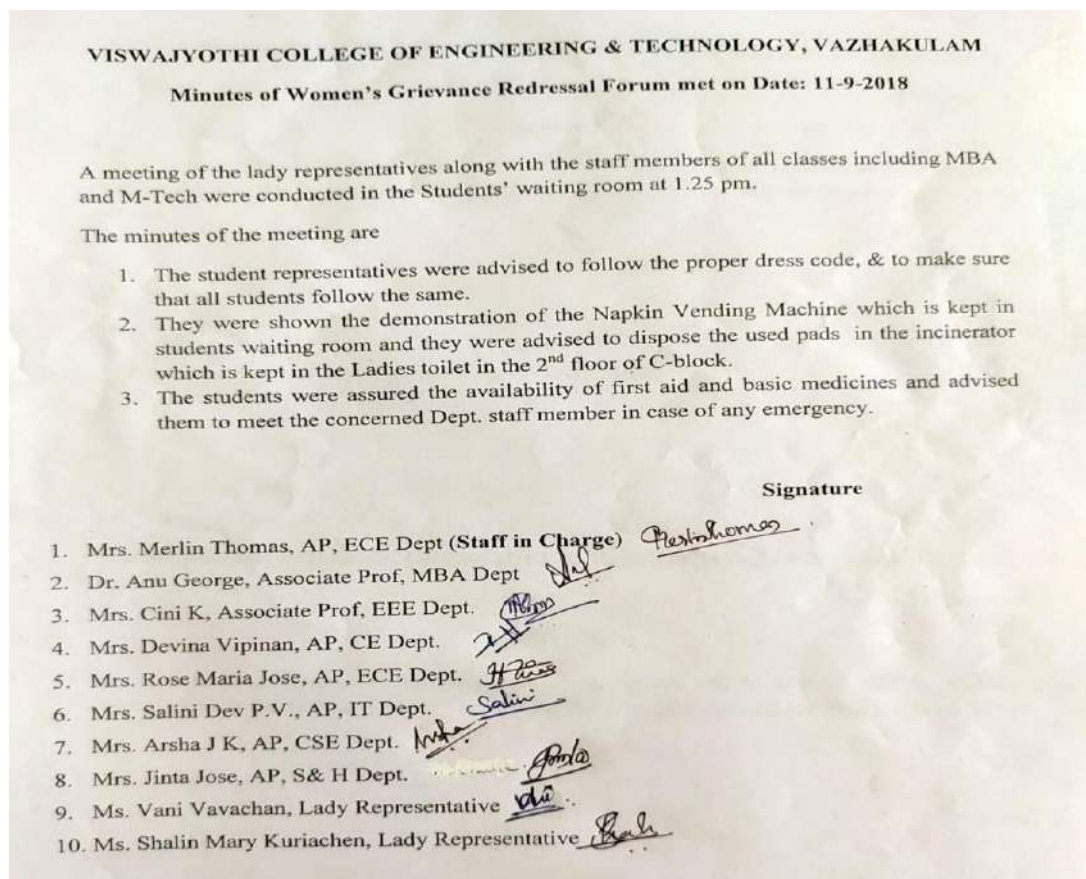 VISWAJYOTHI COLLEGE OF ENGINEERING & TECHNOLOGY, VAZHAKULAM
Minutes of Women's Grievance Redressal Forum met on Date: 11-9-2018
A meeting of the lady representatives along with the staff members of all classes including MBA
and M-Tech were conducted in the Students' waiting room at 1.25 pm.
The minutes of the meeting are
1. The student representatives were advised to follow the proper dress code, & to make sure
that all students follow the same.
2. They were shown the demonstration of the Napkin Vending Machine which is kept in
students waiting room and they were advised to dispose the used pads in the incinerator
which is kept in the Ladies toilet in the 2nd floor of C-block.
3. The students were assured the availability of first aid and basic medicines and advised
them to meet the concerned Dept. staff member in case of any emergency.
Signature
1. Mrs. Merlin Thomas, AP, ECE Dept (Staff in Charge)
2. Dr. Anu George, Associate Prof, MBA Dept
3. Mrs. Cini K, Associate Prof, EEE Dept.
4. Mrs. Devina Vipinan, AP, CE Dept.
5. Mrs. Rose Maria Jose, AP, ECE Dept.
6. Mrs. Salini Dev P.V., AP, IT Dept. Salini
7. Mrs. Arsha J K, AP, CSE Dept.
8. Mrs. Jinta Jose, AP, S& H Dept.
9. Ms. Vani Vavachan, Lady Representative
10. Ms. Shalin Mary Kuriachen, Lady Representative